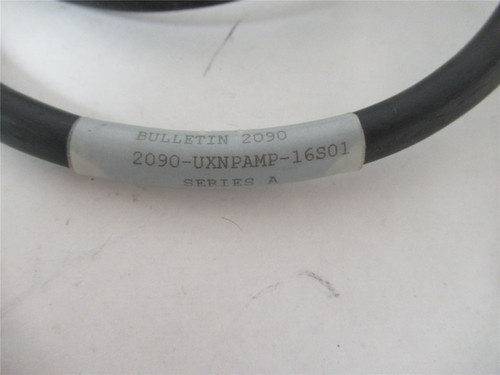 BULLETIN 2090
2090-UXNPAMP-16S01
SERIES A